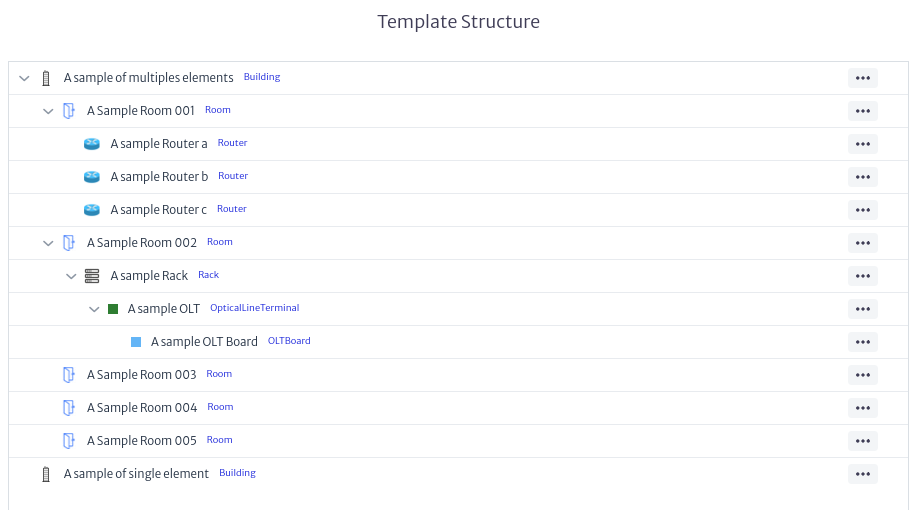 Template Structure
A sample of multiples elements Building
A Sample Room 001 Room
A sample Router a Router
A sample Router b Router
A sample Router c Router
A Sample Room 002 Room
A sample Rack Rack
A sample OLT OpticalLineTerminal
A sample OLT Board OLTBoard
A Sample Room 003 Room
A Sample Room 004 Room
A Sample Room 005 Room
A sample of single element Building